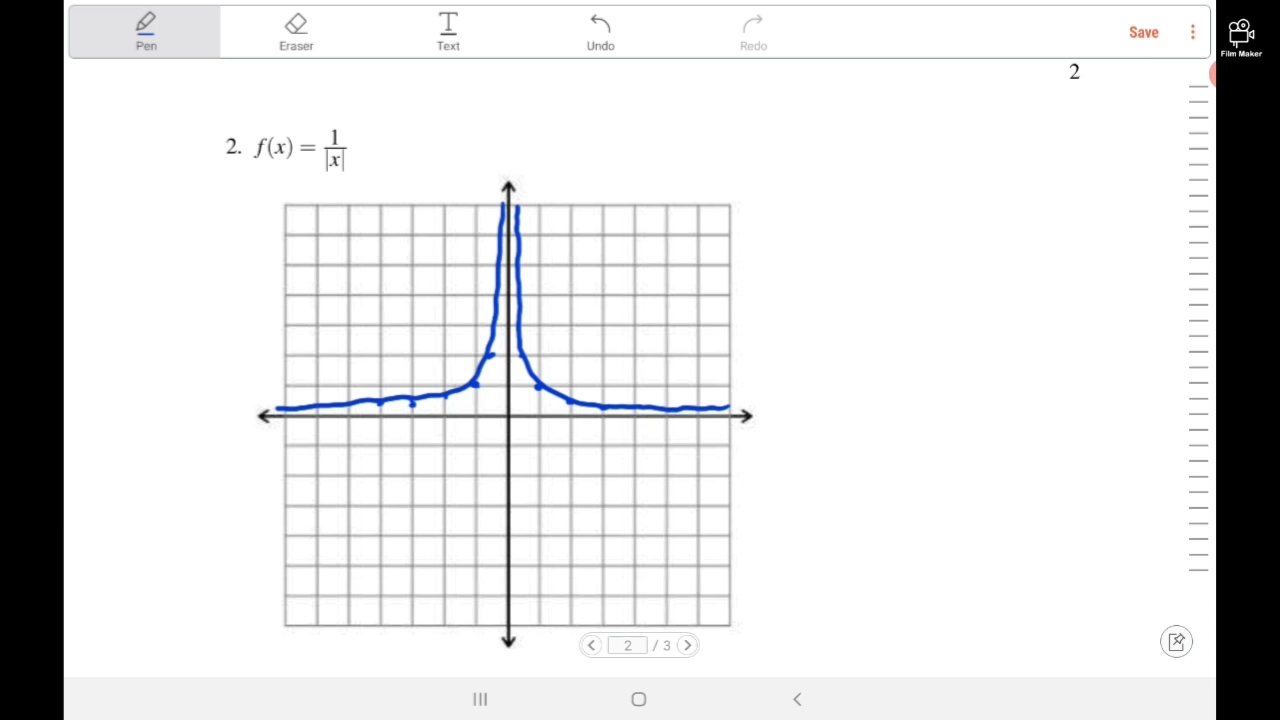 Pen Eraser Text Undo Redo Save
Film Maker
2
2. f(x) = 1/|x|
2 / 3